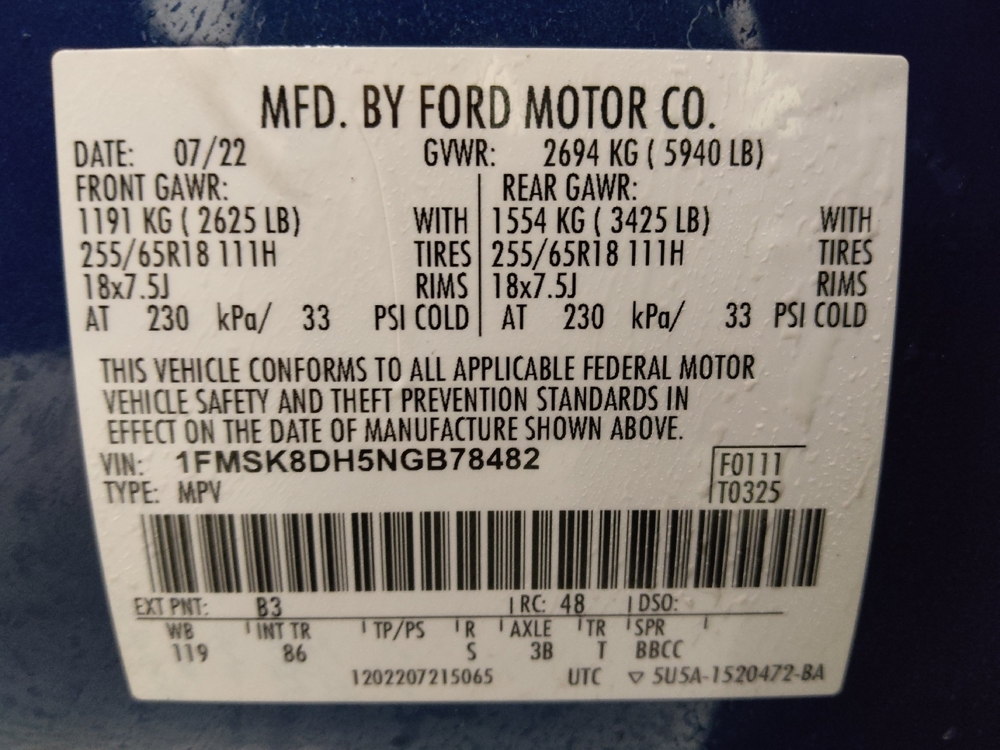 MFD. BY FORD MOTOR CO.
DATE: 07/22 GVWR: 2694 KG ( 5940 LB)
FRONT GAWR: REAR GAWR:
1191 KG ( 2625 LB) WITH 1554 KG ( 3425 LB) WITH
255/65R18 111H TIRES 255/65R18 111H TIRES
18x7.5J RIMS 18x7.5J RIMS
AT 230 kPa/ 33 PSI COLD AT 230 kPa/ 33 PSI COLD
THIS VEHICLE CONFORMS TO ALL APPLICABLE FEDERAL MOTOR
VEHICLE SAFETY AND THEFT PREVENTION STANDARDS IN
EFFECT ON THE DATE OF MANUFACTURE SHOWN ABOVE.
VIN: 1FMSK8DH5NGB78482 F0111
TYPE: MPV T0325
EXT PNT: B3 RC: 48 DSO:
WB INT TR TP/PS R AXLE TR SPR
119 86 S 3B T BBCC
1202207215065 UTC ▽ 5U5A-1520472-BA